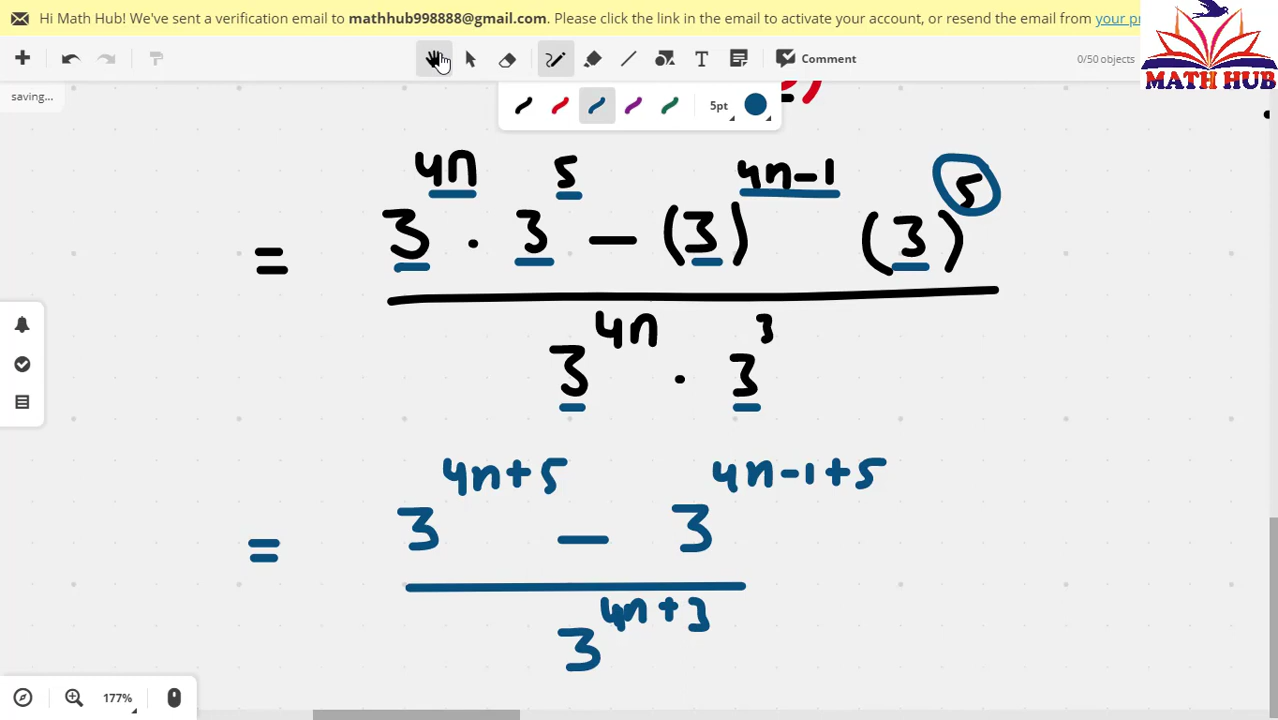 Hi Math Hub! We've sent a verification email to mathhub998888@gmail.com. Please click the link in the email to activate your account, or resend the email from your pr
Comment
0/50 objects
MATH HUB
saving...
5pt
= (3^{4n} · 3^5 − (3)^{4n−1} (3)^5) / (3^{4n} · 3^3)
= (3^{4n+5} − 3^{4n−1+5}) / 3^{4n+3}
177%